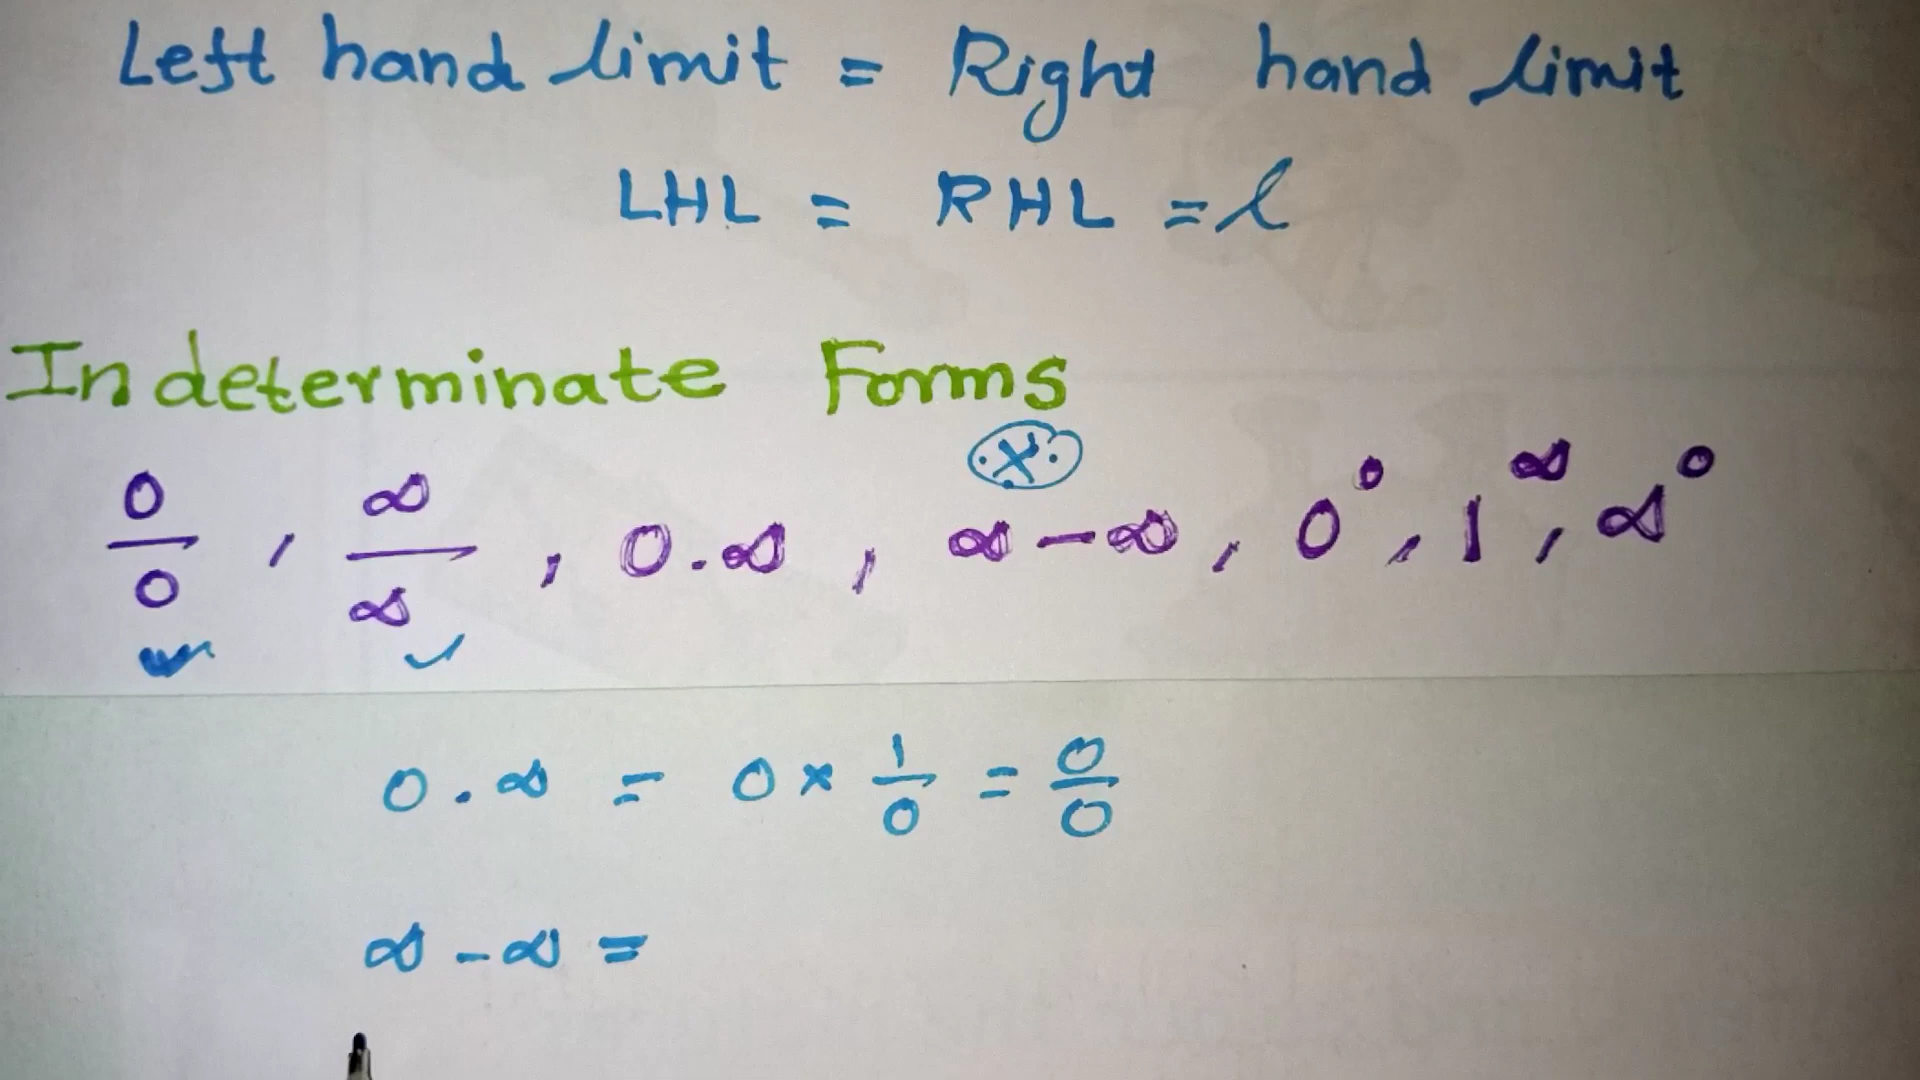 Left hand limit = Right hand limit
LHL = RHL = l
Indeterminate Forms
0/0 , ∞/∞ , 0.∞ , ∞-∞ , 0⁰ , 1^∞ , ∞⁰
0.∞ = 0 × 1/0 = 0/0
∞-∞ =